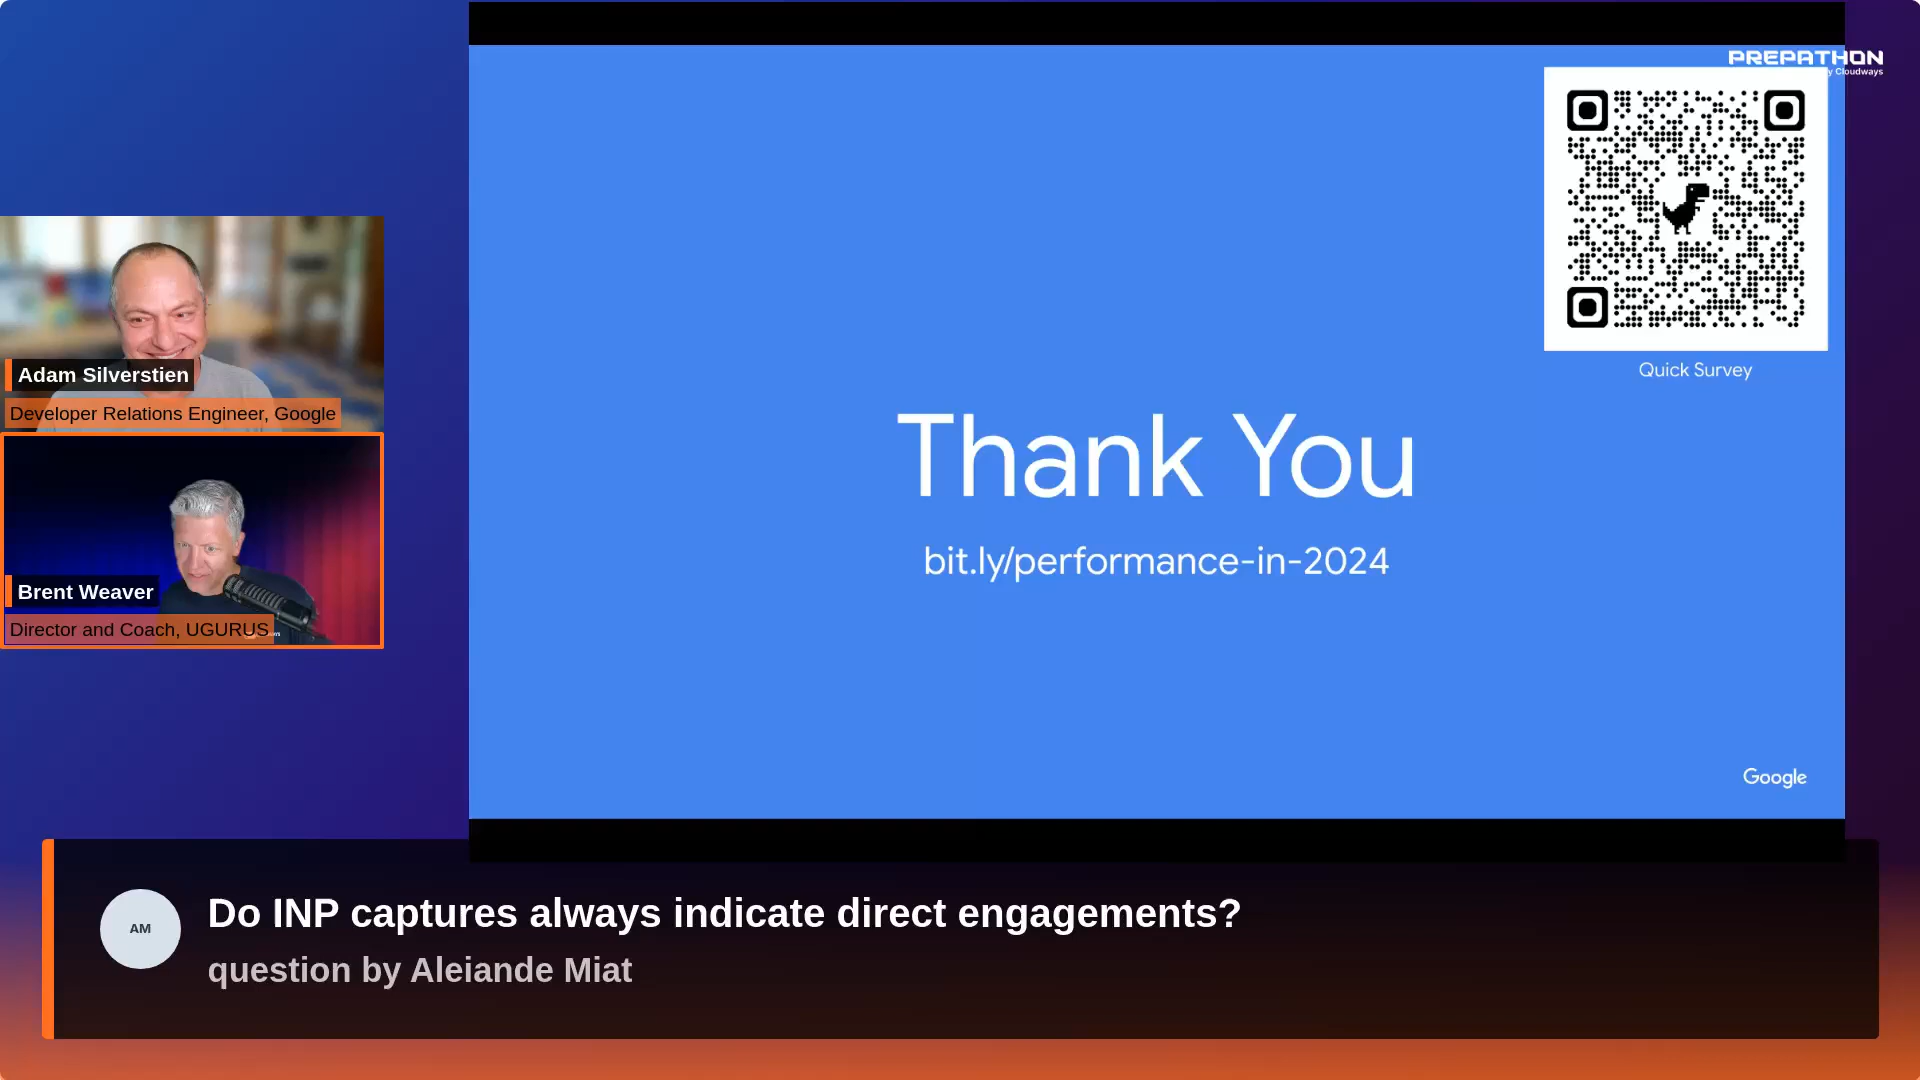 PREPATHON
y Cloudways
Quick Survey
Thank You
bit.ly/performance-in-2024
Google
Adam Silverstien
Developer Relations Engineer, Google
Brent Weaver
Director and Coach, UGURUS
AM
Do INP captures always indicate direct engagements?
question by Aleiande Miat